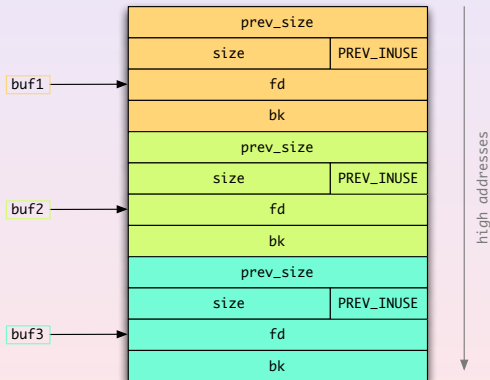 prev_size
size PREV_INUSE
buf1 fd
bk
prev_size
size PREV_INUSE
buf2 fd
bk
prev_size
size PREV_INUSE
buf3 fd
bk
high addresses